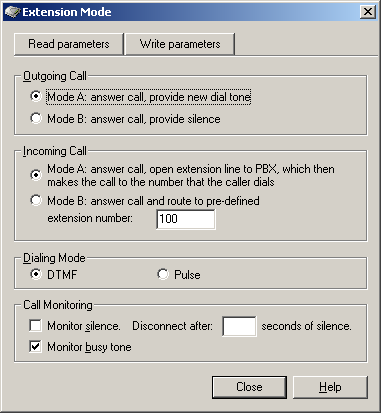 Extension Mode
Read parameters
Write parameters
Outgoing Call
Mode A: answer call, provide new dial tone
Mode B: answer call, provide silence
Incoming Call
Mode A: answer call, open extension line to PBX, which then
makes the call to the number that the caller dials
Mode B: answer call and route to pre-defined
extension number: 100
Dialing Mode
DTMF
Pulse
Call Monitoring
Monitor silence. Disconnect after: seconds of silence.
Monitor busy tone
Close
Help